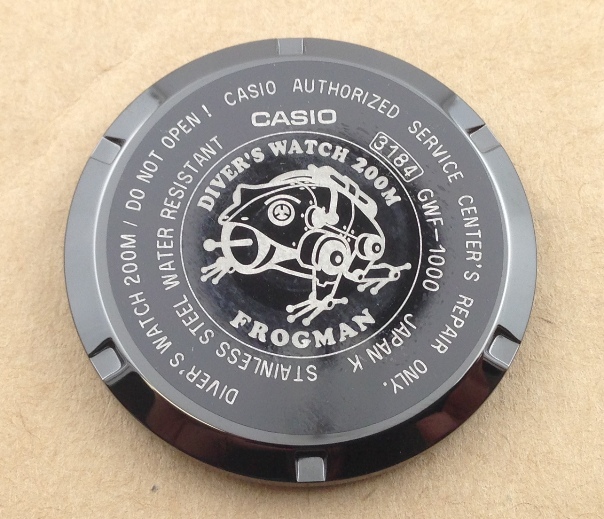 DIVER'S WATCH 200M / DO NOT OPEN ! CASIO AUTHORIZED SERVICE CENTER'S REPAIR ONLY.
CASIO
STAINLESS STEEL WATER RESISTANT
3184 GWF-1000 JAPAN K
DIVER'S WATCH 200M
FROGMAN